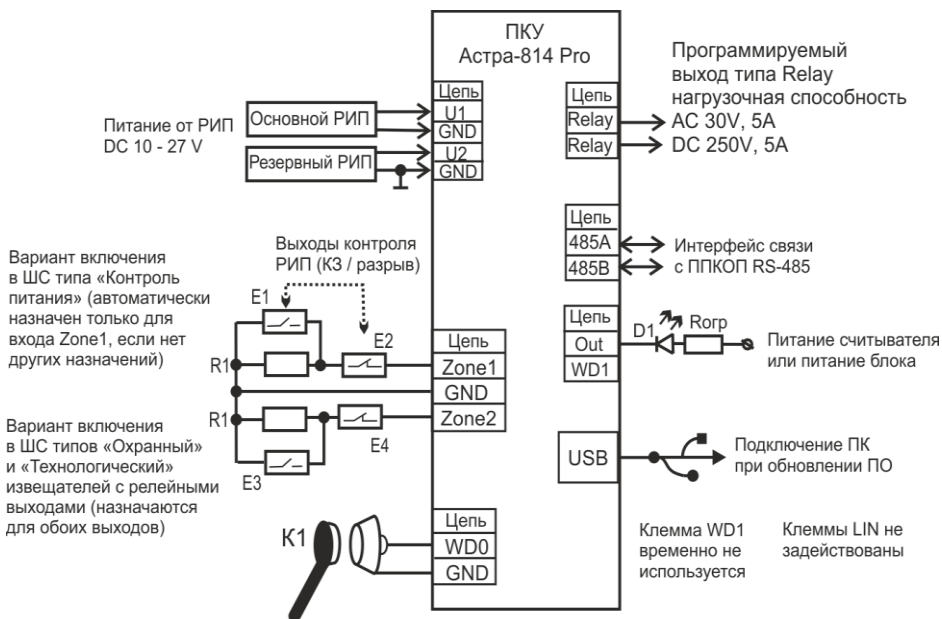 ПКУ
Астра-814 Pro
Питание от РИП
DC 10 - 27 V
Основной РИП
Резервный РИП
Цепь
U1
GND
U2
GND
Цепь
Relay
Relay
Программируемый
выход типа Relay
нагрузочная способность
AC 30V, 5A
DC 250V, 5A
Цепь
485A
485B
Интерфейс связи
с ППКОП RS-485
Вариант включения
в ШС типа «Контроль
питания» (автоматически
назначен только для
входа Zone1, если нет
других назначений)
Выходы контроля
РИП (КЗ / разрыв)
E1
E2
R1
R1
E4
E3
Цепь
Zone1
GND
Zone2
Цепь
Out
WD1
D1
Rогр
Питание считывателя
или питание блока
Вариант включения
в ШС типов «Охранный»
и «Технологический»
извещателей с релейными
выходами (назначаются
для обоих выходов)
USB
Подключение ПК
при обновлении ПО
К1
Цепь
WD0
GND
Клемма WD1
временно не
используется
Клеммы LIN не
задействованы